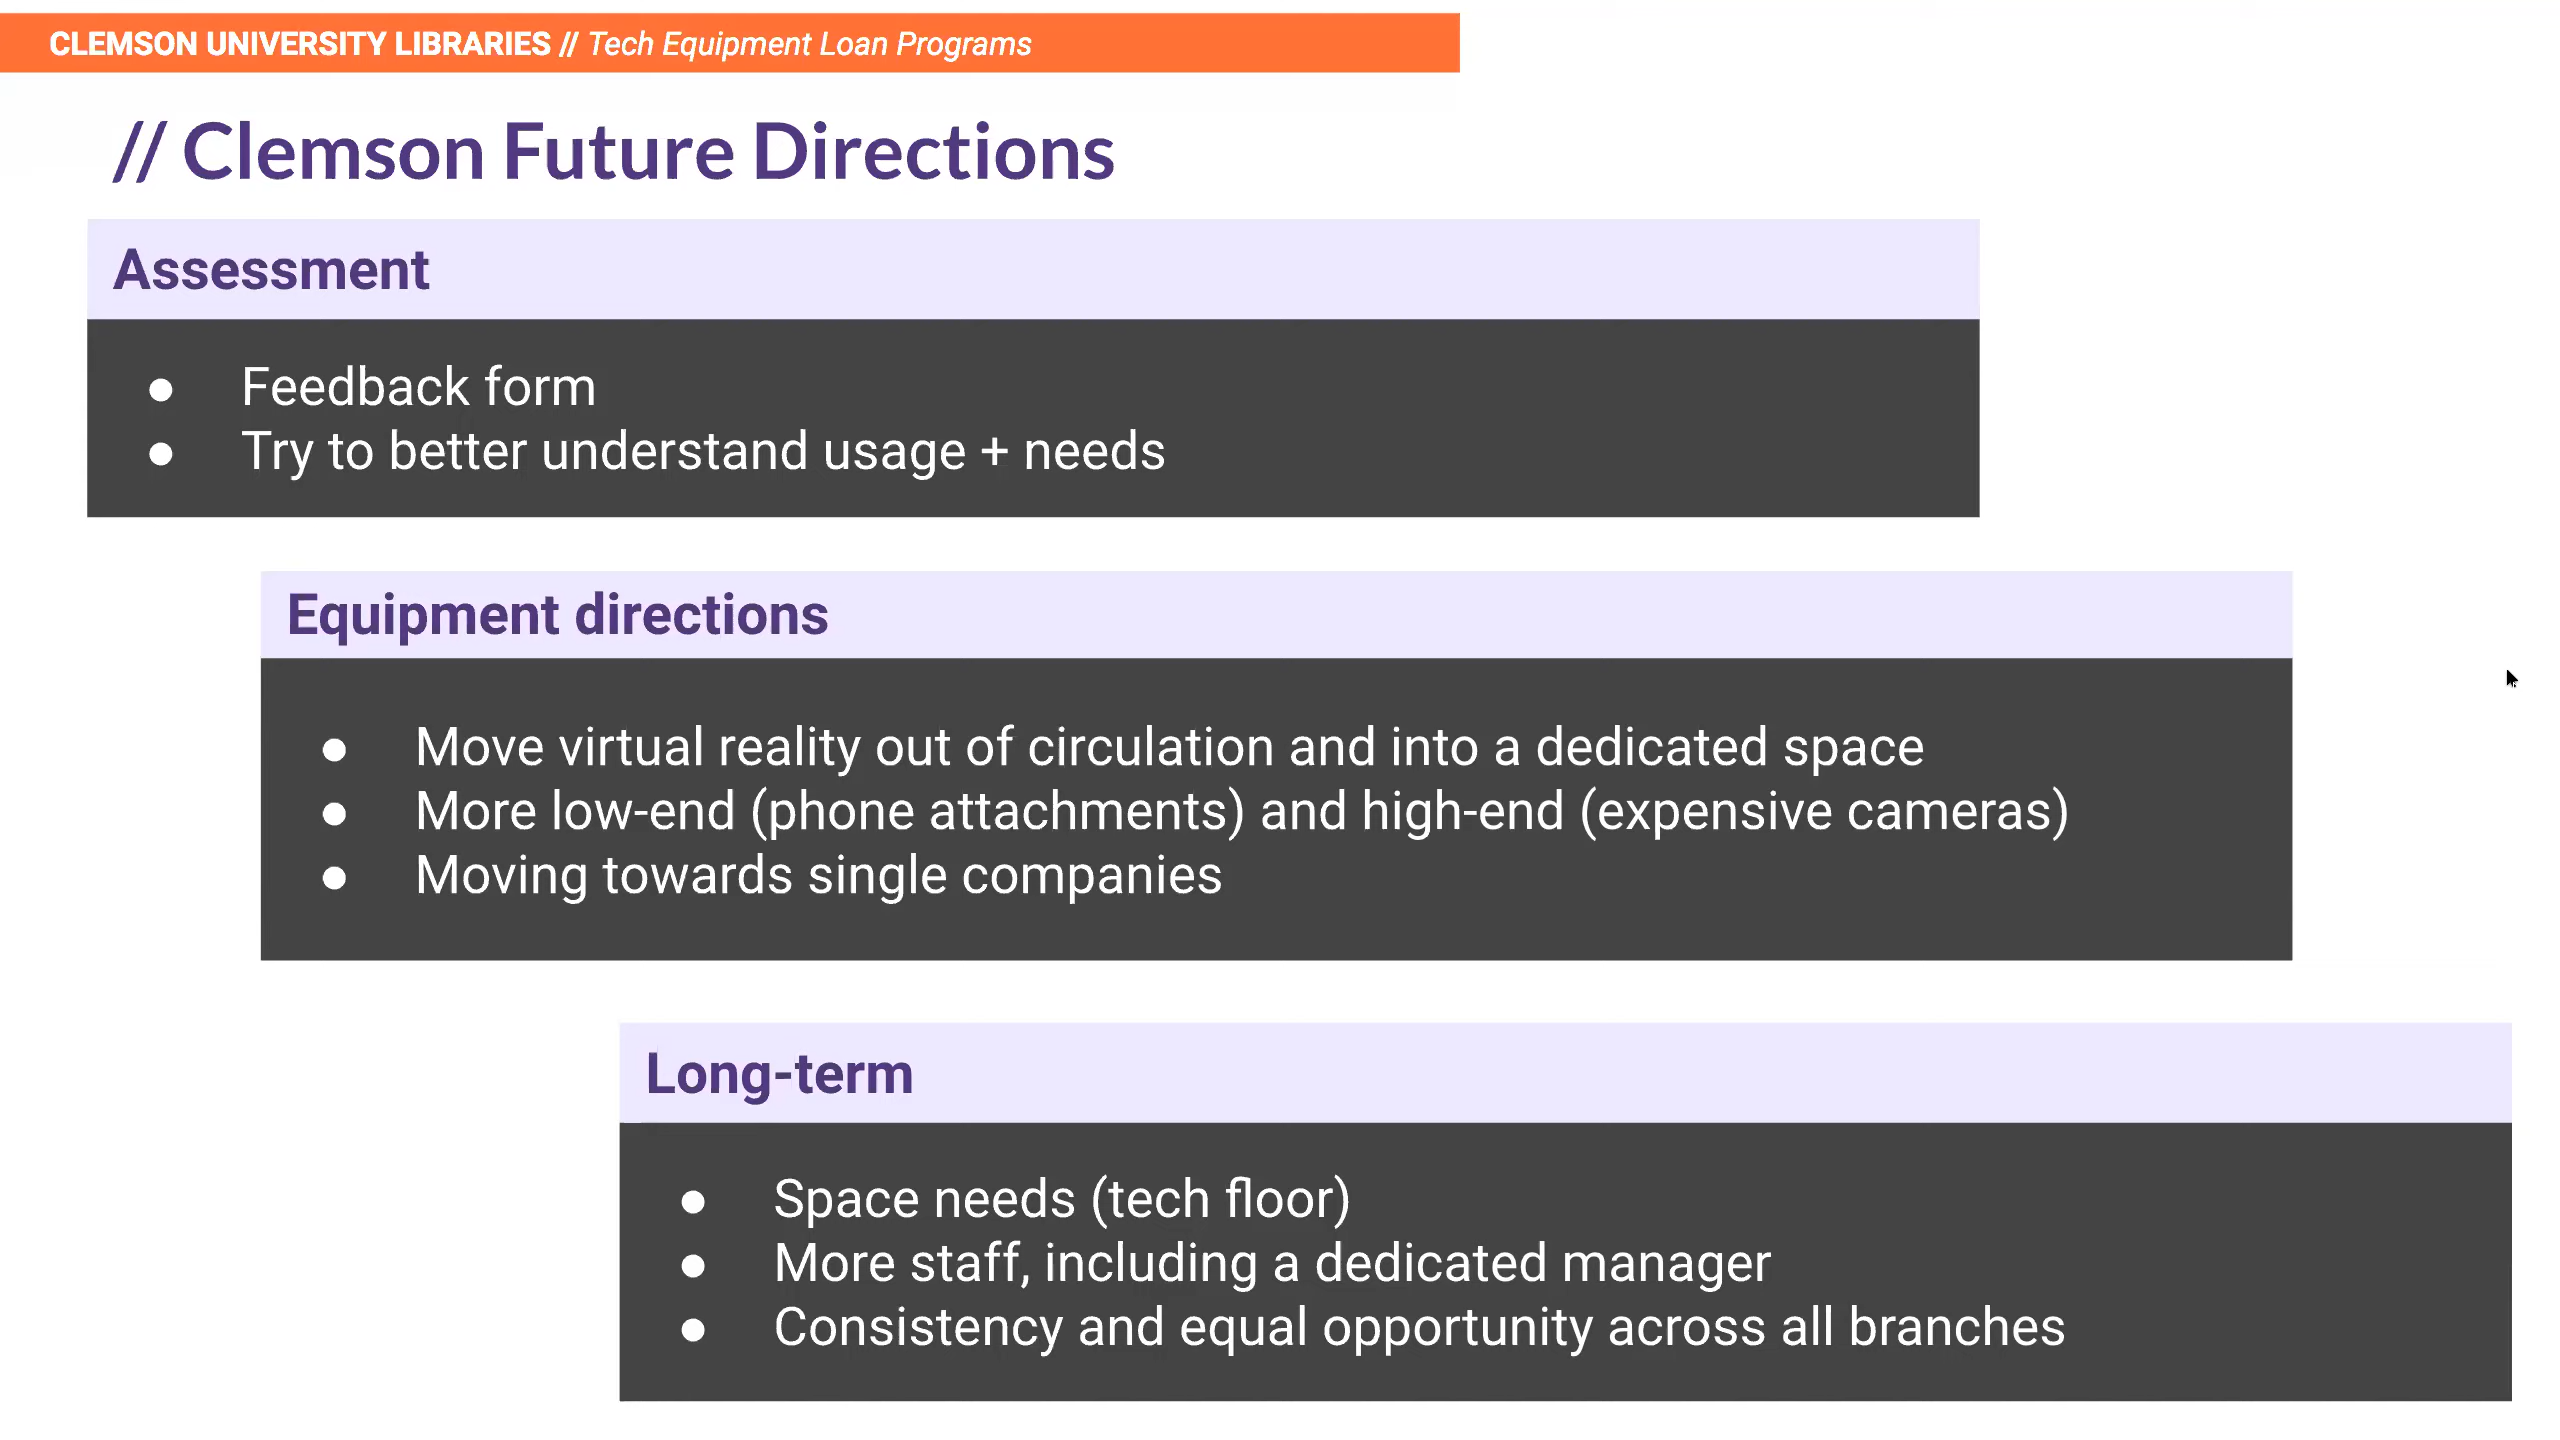 CLEMSON UNIVERSITY LIBRARIES // Tech Equipment Loan Programs
// Clemson Future Directions
Assessment
● Feedback form
● Try to better understand usage + needs
Equipment directions
● Move virtual reality out of circulation and into a dedicated space
● More low-end (phone attachments) and high-end (expensive cameras)
● Moving towards single companies
Long-term
● Space needs (tech floor)
● More staff, including a dedicated manager
● Consistency and equal opportunity across all branches